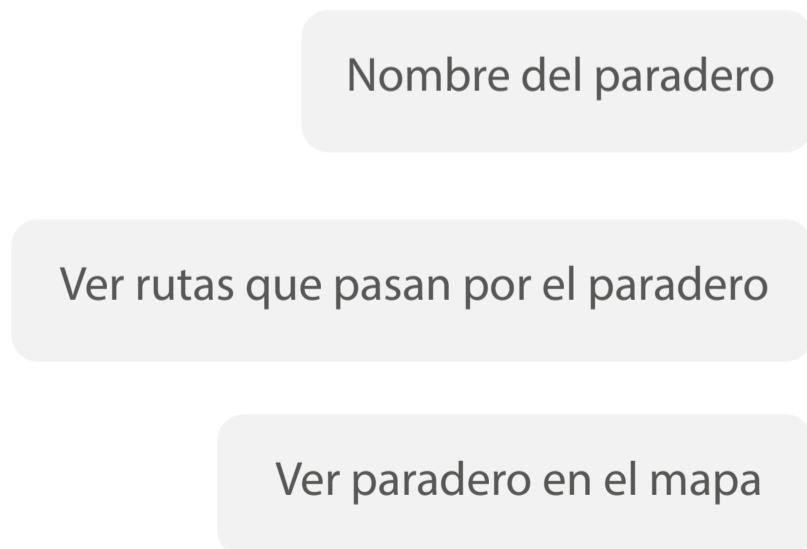 Nombre del paradero
Ver rutas que pasan por el paradero
Ver paradero en el mapa